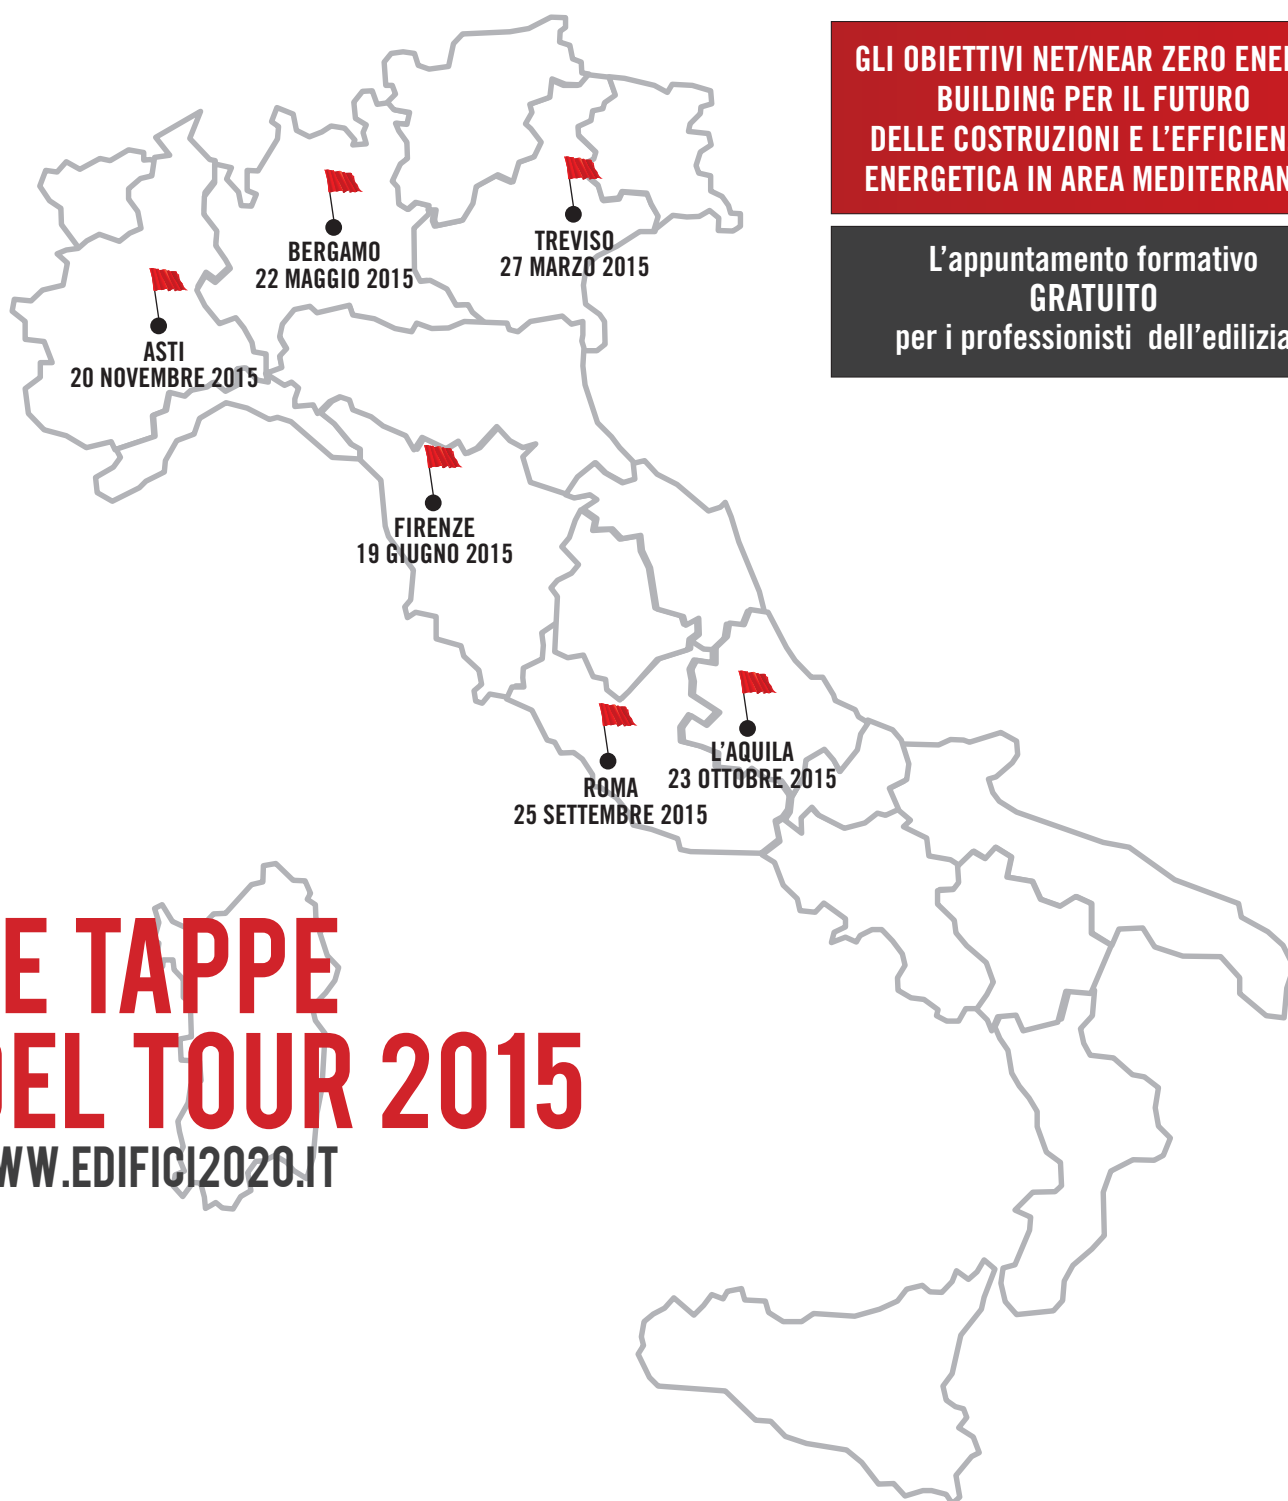 GLI OBIETTIVI NET/NEAR ZERO ENE
BUILDING PER IL FUTURO
DELLE COSTRUZIONI E L'EFFICIEN
ENERGETICA IN AREA MEDITERRAN
L'appuntamento formativo
GRATUITO
per i professionisti dell'edilizia
BERGAMO
22 MAGGIO 2015
TREVISO
27 MARZO 2015
ASTI
20 NOVEMBRE 2015
FIRENZE
19 GIUGNO 2015
L'AQUILA
23 OTTOBRE 2015
ROMA
25 SETTEMBRE 2015
E TAPPE
DEL TOUR 2015
WW.EDIFICI2020.IT